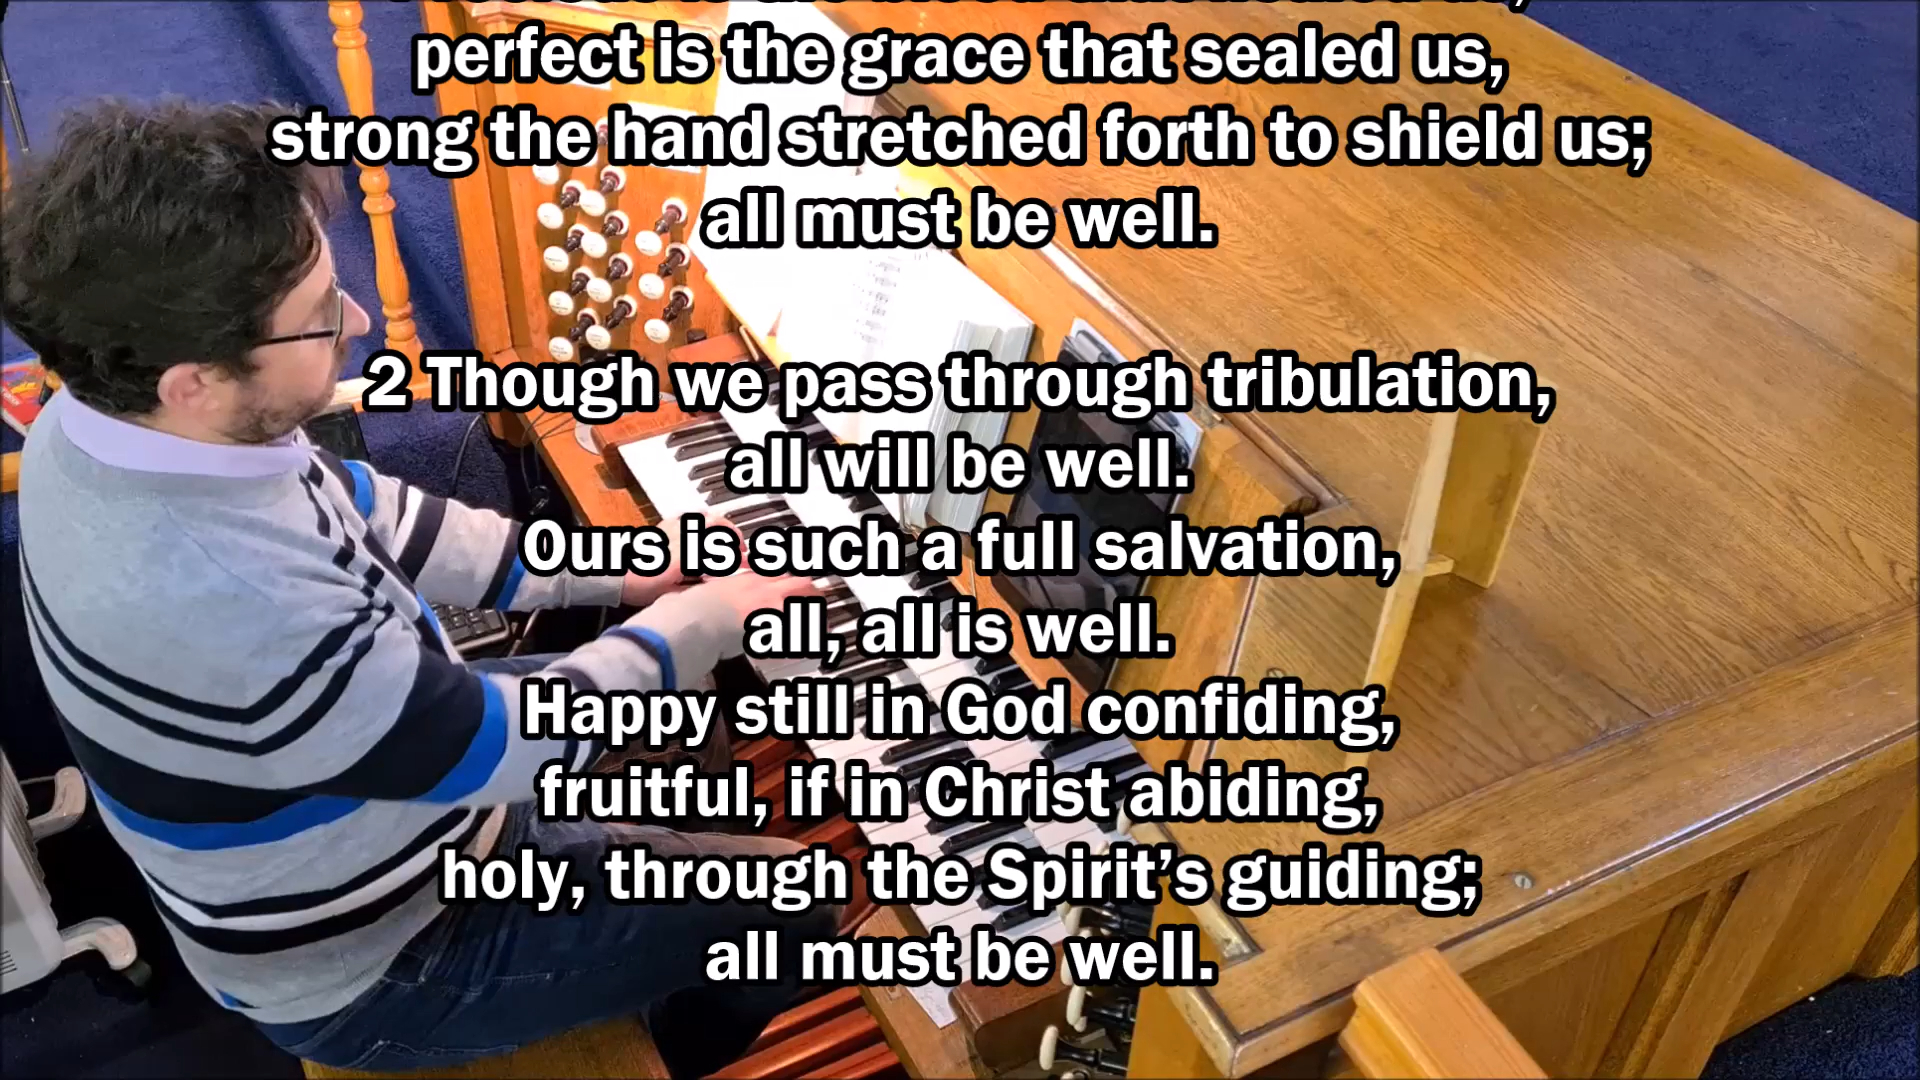 perfect is the grace that sealed us,
strong the hand stretched forth to shield us;
all must be well.
2 Though we pass through tribulation,
all will be well.
Ours is such a full salvation,
all, all is well.
Happy still in God confiding,
fruitful, if in Christ abiding,
holy, through the Spirit’s guiding;
all must be well.